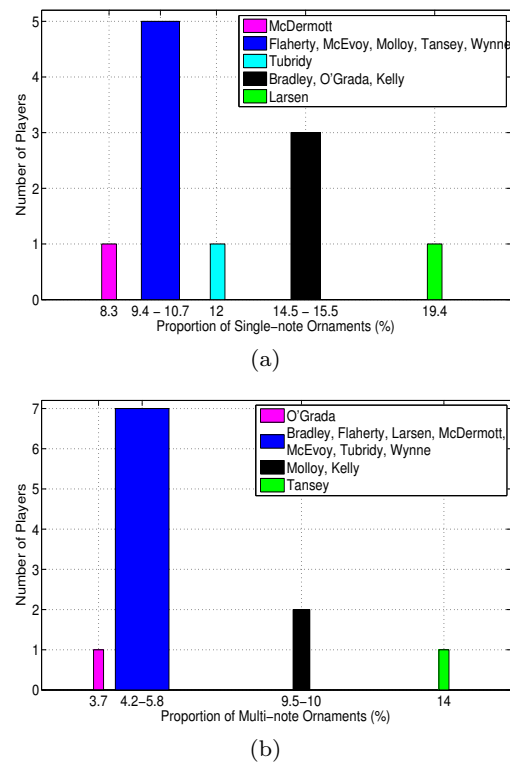 McDermott
Flaherty, McEvoy, Molloy, Tansey, Wynne
Tubridy
Bradley, O'Grada, Kelly
Larsen
Number of Players
5
4
3
2
1
0
8.3 9.4 − 10.7 12 14.5 − 15.5 19.4
Proportion of Single−note Ornaments (%)
(a)
O'Grada
Bradley, Flaherty, Larsen, McDermott,
McEvoy, Tubridy, Wynne
Molloy, Kelly
Tansey
Number of Players
7
6
5
4
3
2
1
0
3.7 4.2−5.8 9.5−10 14
Proportion of Multi−note Ornaments (%)
(b)